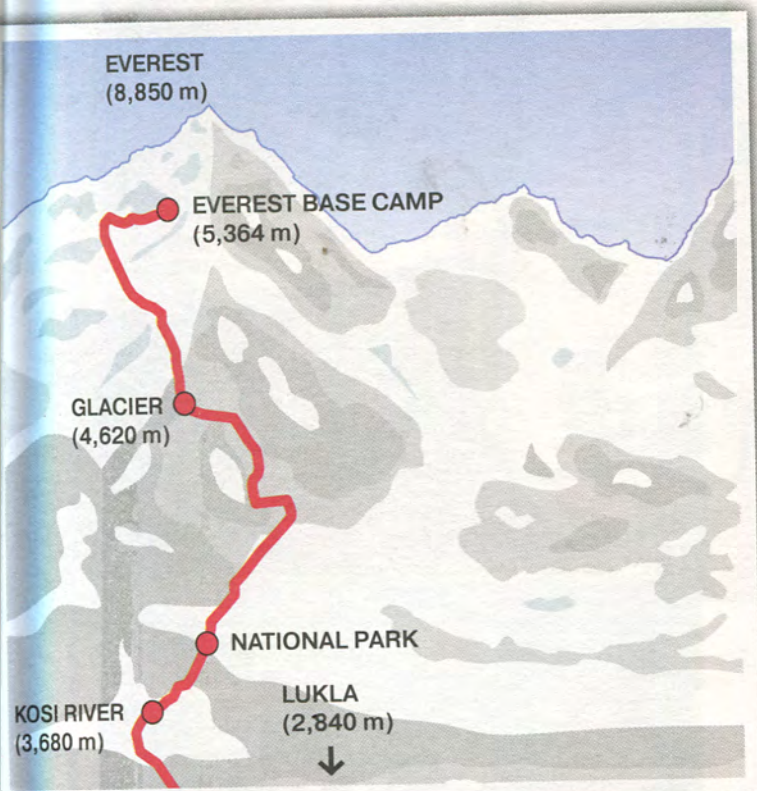 EVEREST
(8,850 m)
EVEREST BASE CAMP
(5,364 m)
GLACIER
(4,620 m)
NATIONAL PARK
LUKLA
(2,840 m)
KOSI RIVER
(3,680 m)